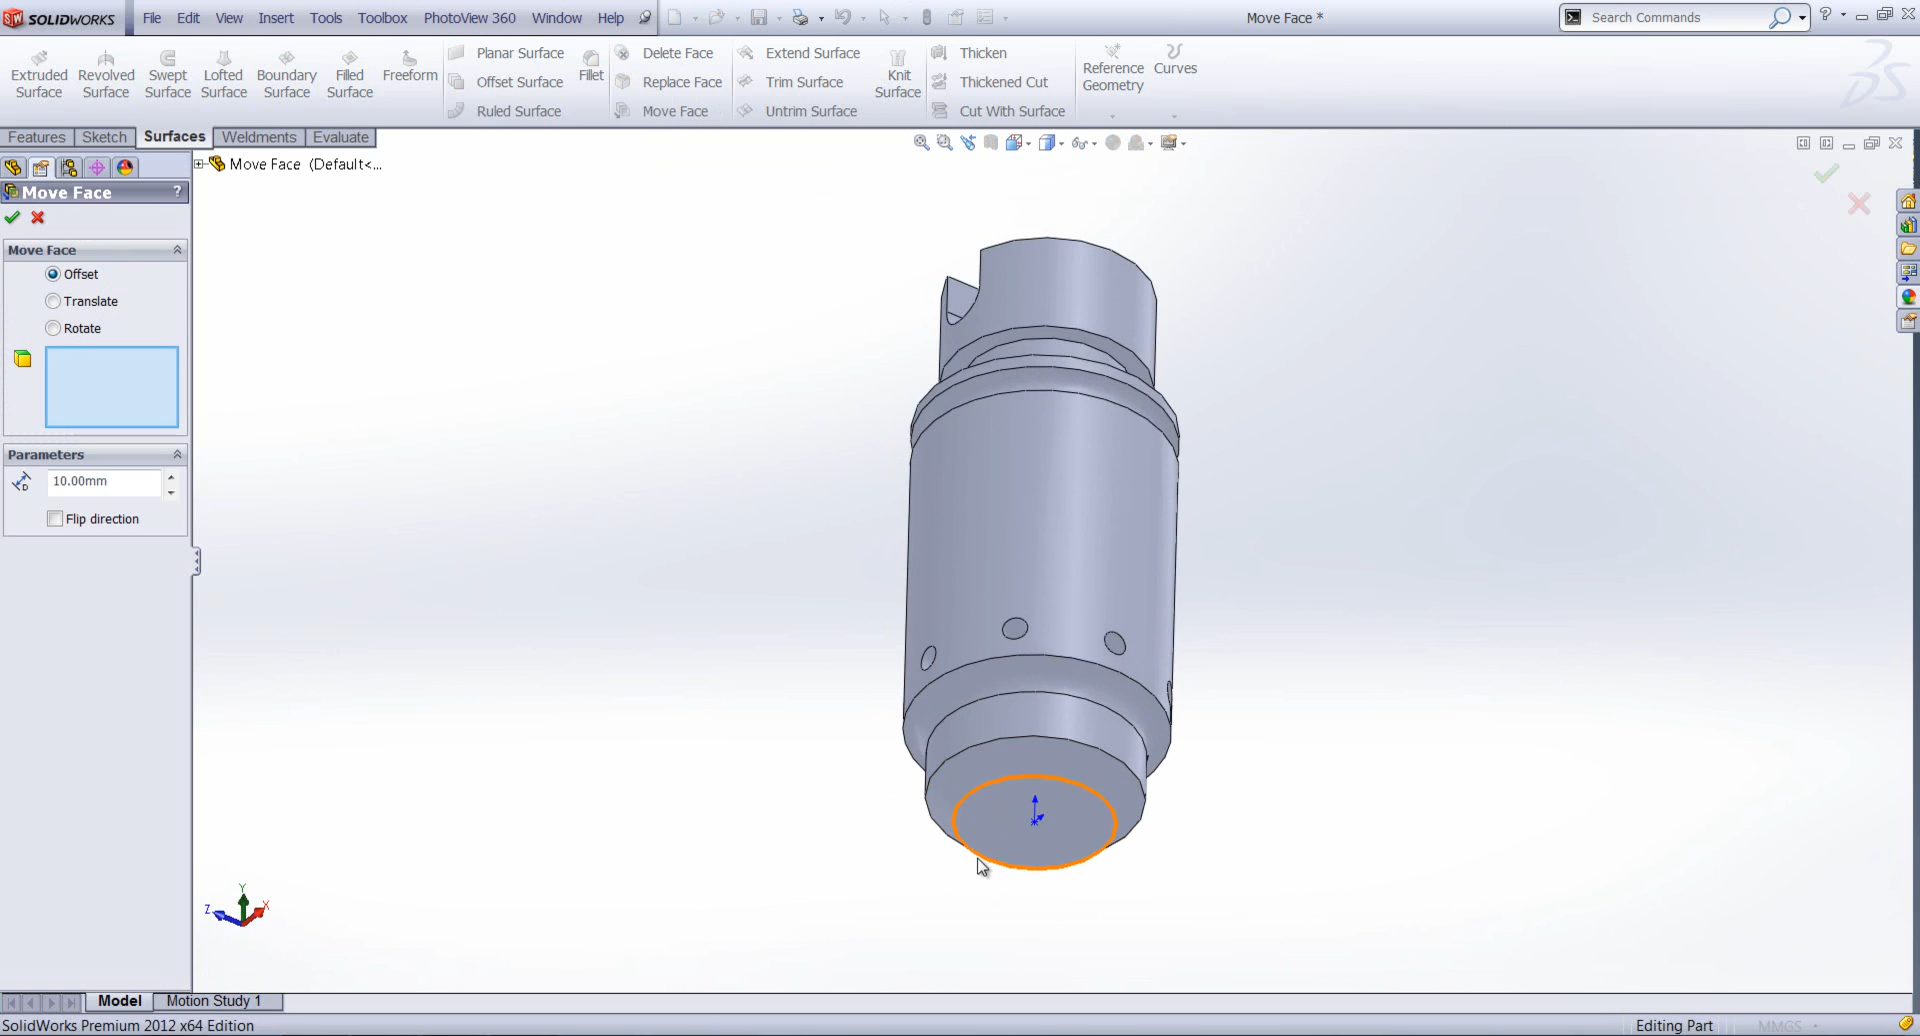 SOLIDWORKS File Edit View Insert Tools Toolbox PhotoView 360 Window Help Move Face * Search Commands ?
Extruded Surface
Revolved Surface
Swept Surface
Lofted Surface
Boundary Surface
Filled Surface
Freeform
Planar Surface
Offset Surface
Ruled Surface
Fillet
Delete Face
Replace Face
Move Face
Extend Surface
Trim Surface
Untrim Surface
Knit Surface
Thicken
Thickened Cut
Cut With Surface
Reference Geometry
Curves
Features Sketch Surfaces Weldments Evaluate
Move Face (Default<...
Move Face ?
Move Face
Offset
Translate
Rotate
Parameters
D 10.00mm
Flip direction
Y
Z X
Model Motion Study 1
SolidWorks Premium 2012 x64 Edition Editing Part MMGS